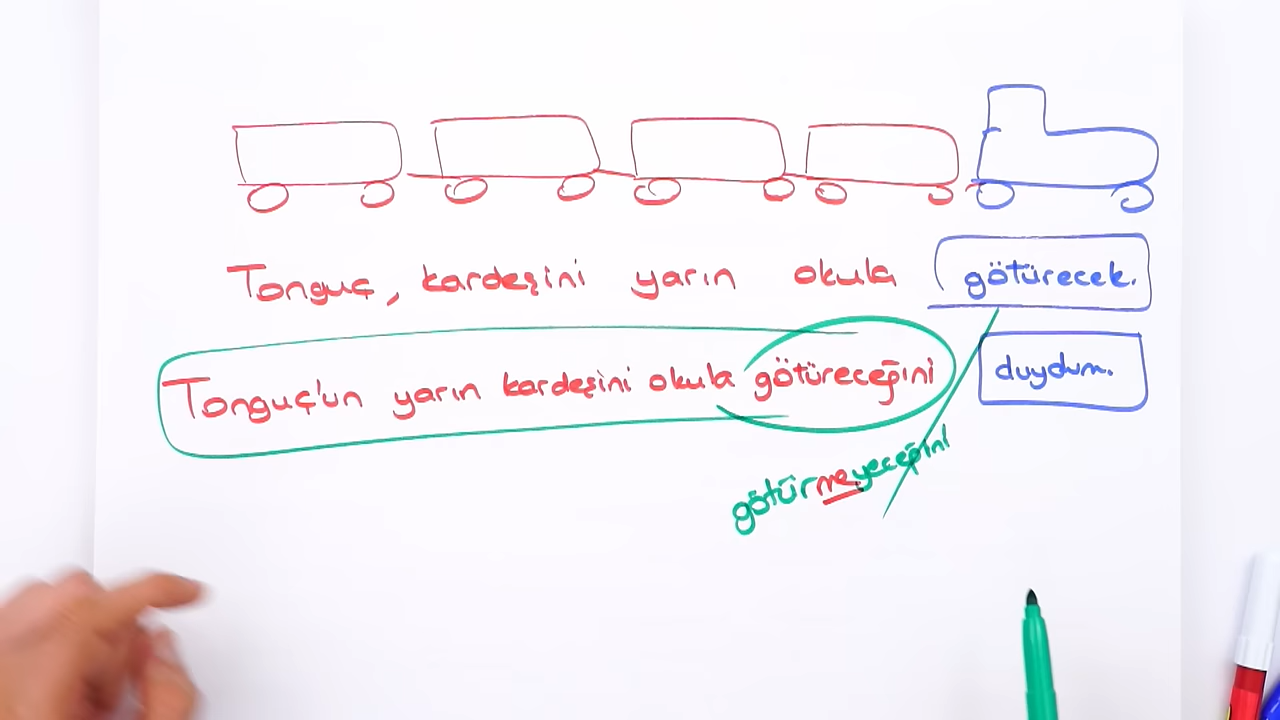 Tonguç, kardeşini yarın okula götürecek.
Tonguç'un yarın kardeşini okula götüreceğini duydum.
götürmeyeceğini